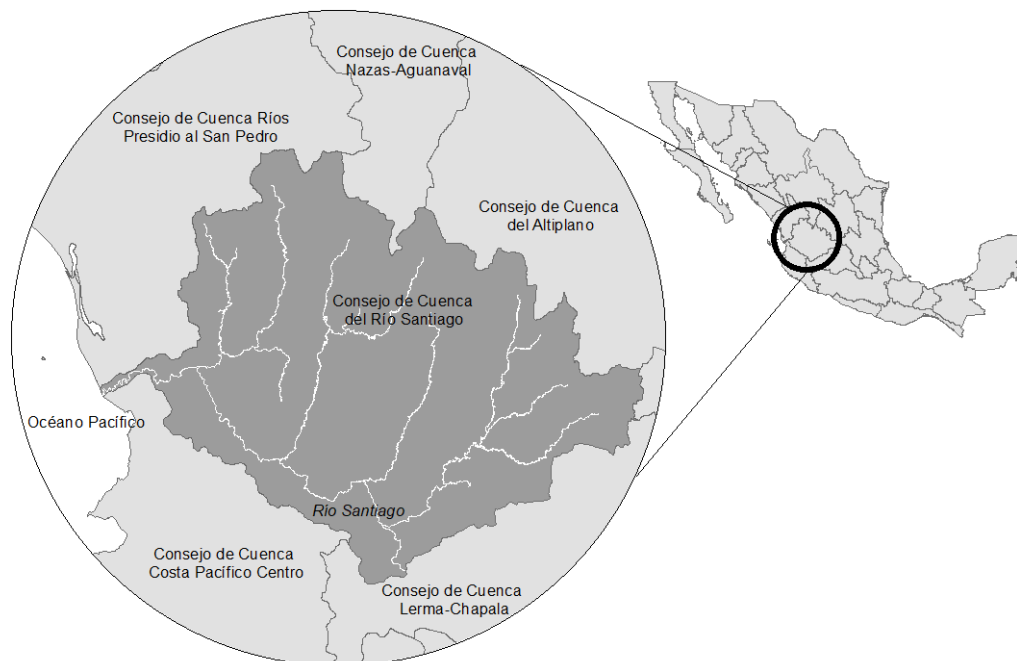 Consejo de Cuenca
Nazas-Aguanaval
Consejo de Cuenca Ríos
Presidio al San Pedro
Consejo de Cuenca
del Altiplano
Consejo de Cuenca
del Río Santiago
Océano Pacífico
Río Santiago
Consejo de Cuenca
Costa Pacífico Centro
Consejo de Cuenca
Lerma-Chapala